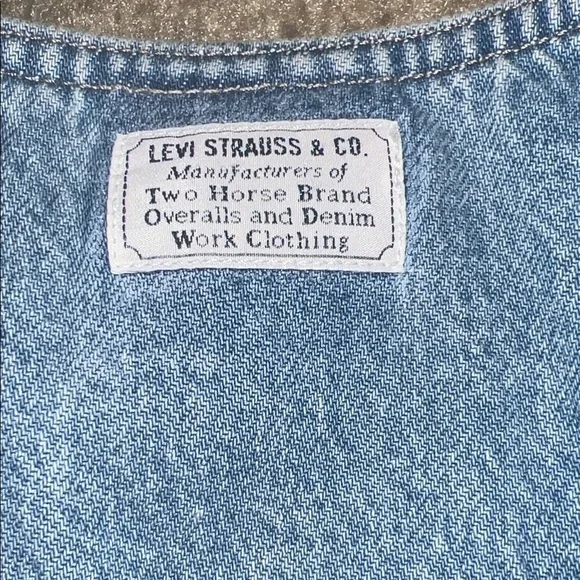 LEVI STRAUSS & CO.
Manufacturers of
Two Horse Brand
Overalls and Denim
Work Clothing